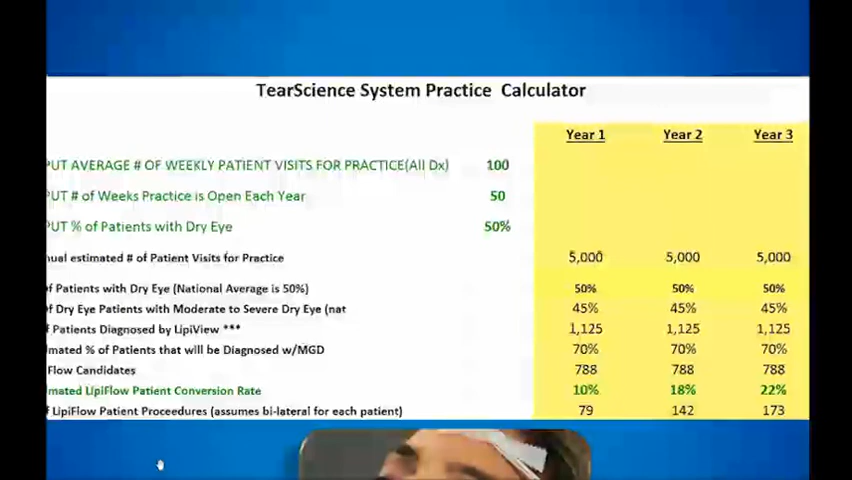 TearScience System Practice Calculator
Year 1 Year 2 Year 3
PUT AVERAGE # OF WEEKLY PATIENT VISITS FOR PRACTICE(All Dx) 100
PUT # of Weeks Practice is Open Each Year 50
PUT % of Patients with Dry Eye 50%
nual estimated # of Patient Visits for Practice 5,000 5,000 5,000
of Patients with Dry Eye (National Average is 50%) 50% 50% 50%
of Dry Eye Patients with Moderate to Severe Dry Eye (nat 45% 45% 45%
of Patients Diagnosed by LipiView *** 1,125 1,125 1,125
mated % of Patients that will be Diagnosed w/MGD 70% 70% 70%
Flow Candidates 788 788 788
mated LipiFlow Patient Conversion Rate 10% 18% 22%
of LipiFlow Patient Proceedures (assumes bi-lateral for each patient) 79 142 173